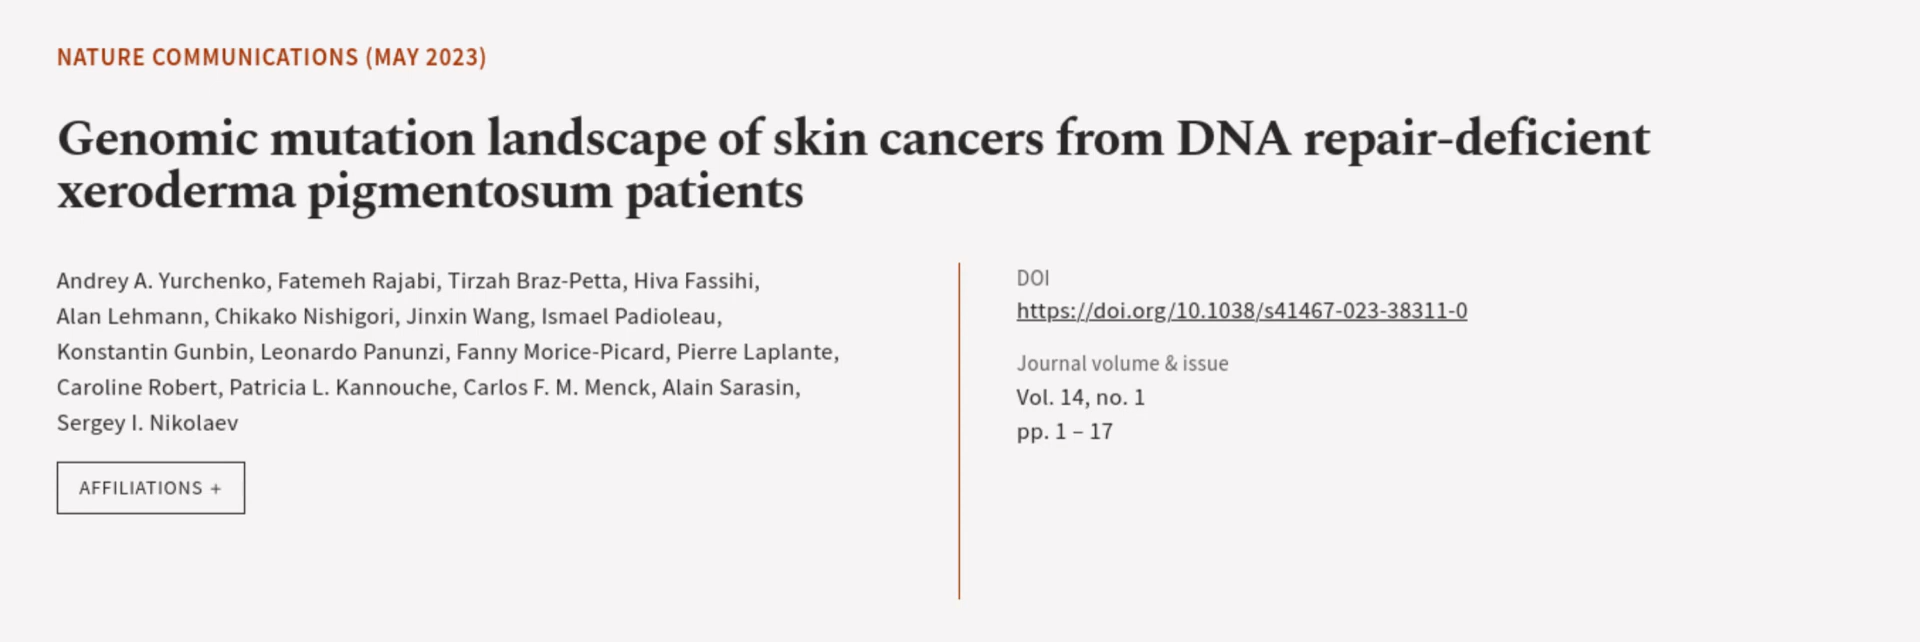 NATURE COMMUNICATIONS (MAY 2023)
Genomic mutation landscape of skin cancers from DNA repair-deficient
xeroderma pigmentosum patients
Andrey A. Yurchenko, Fatemeh Rajabi, Tirzah Braz-Petta, Hiva Fassihi,
Alan Lehmann, Chikako Nishigori, Jinxin Wang, Ismael Padioleau,
Konstantin Gunbin, Leonardo Panunzi, Fanny Morice-Picard, Pierre Laplante,
Caroline Robert, Patricia L. Kannouche, Carlos F. M. Menck, Alain Sarasin,
Sergey I. Nikolaev
AFFILIATIONS +
DOI
https://doi.org/10.1038/s41467-023-38311-0
Journal volume & issue
Vol. 14, no. 1
pp. 1 – 17